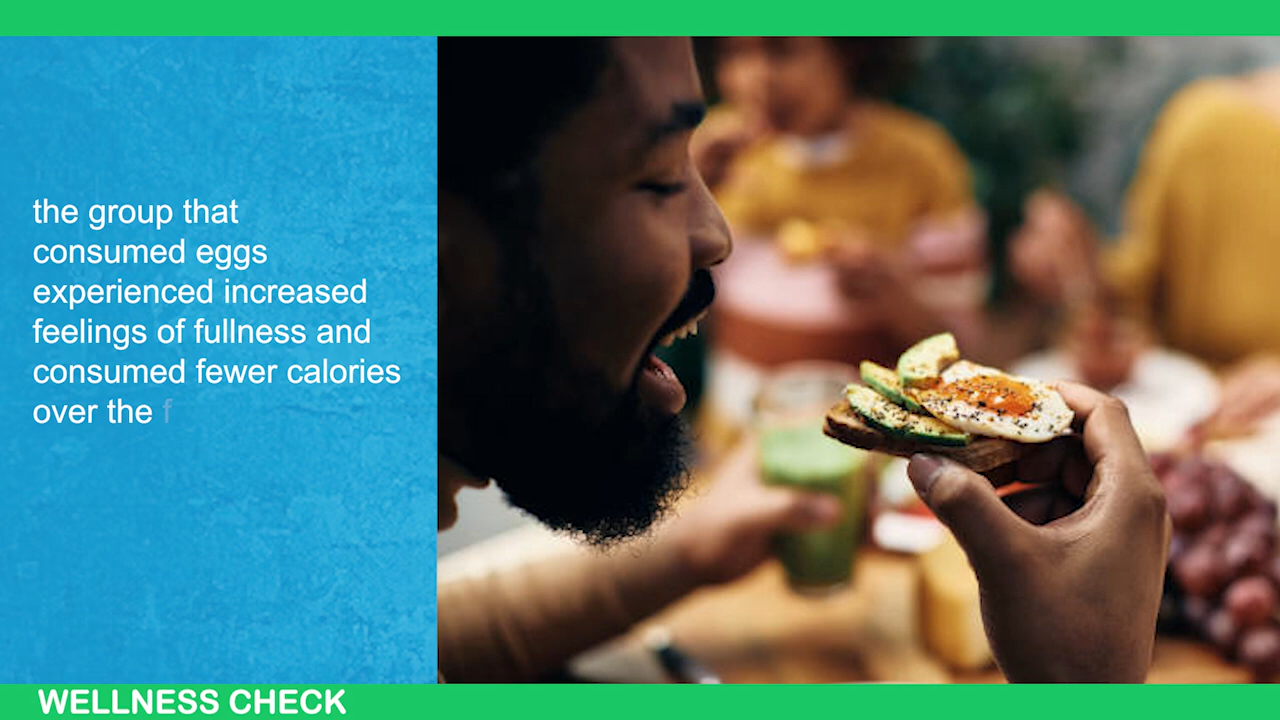 the group that
consumed eggs
experienced increased
feelings of fullness and
consumed fewer calories
over the f
WELLNESS CHECK